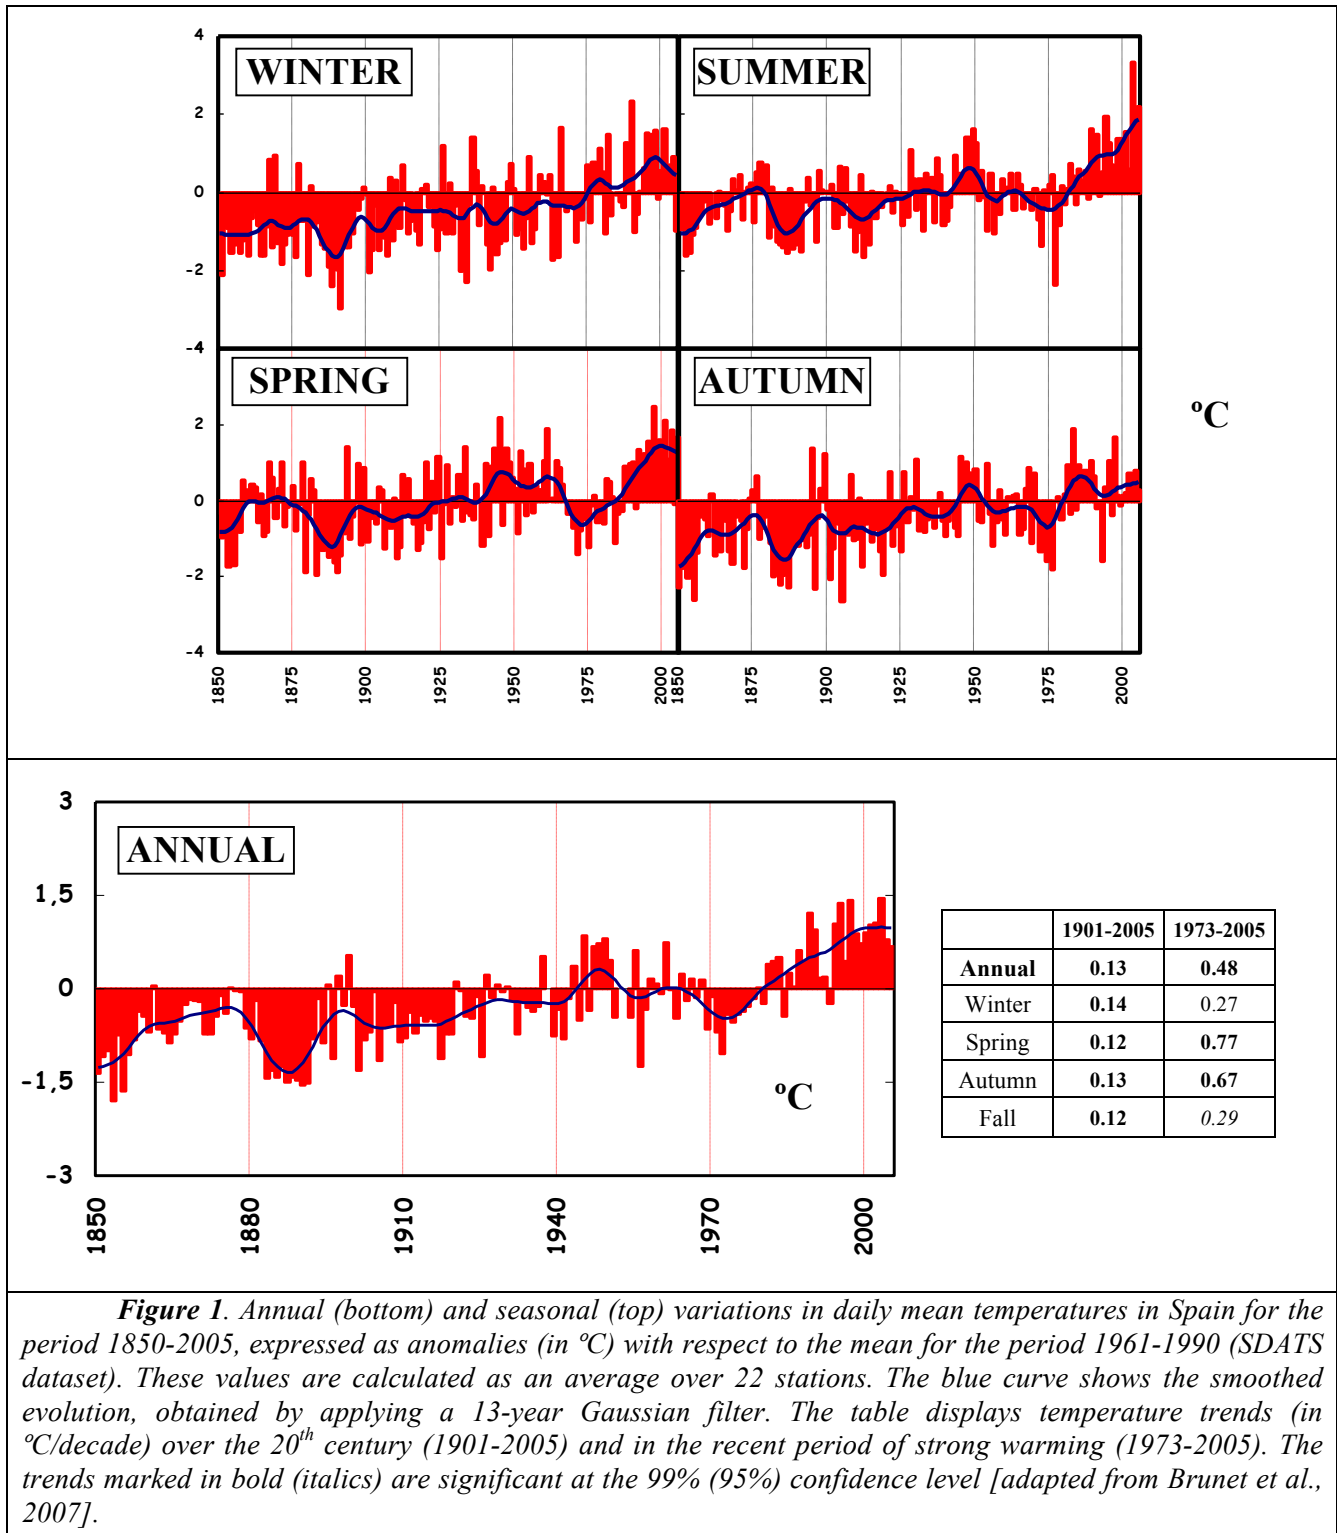 WINTER
SUMMER
4
2
0
-2
-4
SPRING
AUTUMN
2
0
-2
-4
ºC
1850
1875
1900
1925
1950
1975
2000
1850
1900
1925
1950
1975
2000
3
ANNUAL
1,5
0
-1,5
-3
ºC
1850
1880
1910
1940
1970
2000
1901-2005 1973-2005
Annual 0.13 0.48
Winter 0.14 0.27
Spring 0.12 0.77
Autumn 0.13 0.67
Fall 0.12 0.29
Figure 1. Annual (bottom) and seasonal (top) variations in daily mean temperatures in Spain for the
period 1850-2005, expressed as anomalies (in ºC) with respect to the mean for the period 1961-1990 (SDATS
dataset). These values are calculated as an average over 22 stations. The blue curve shows the smoothed
evolution, obtained by applying a 13-year Gaussian filter. The table displays temperature trends (in
ºC/decade) over the 20th century (1901-2005) and in the recent period of strong warming (1973-2005). The
trends marked in bold (italics) are significant at the 99% (95%) confidence level [adapted from Brunet et al.,
2007].